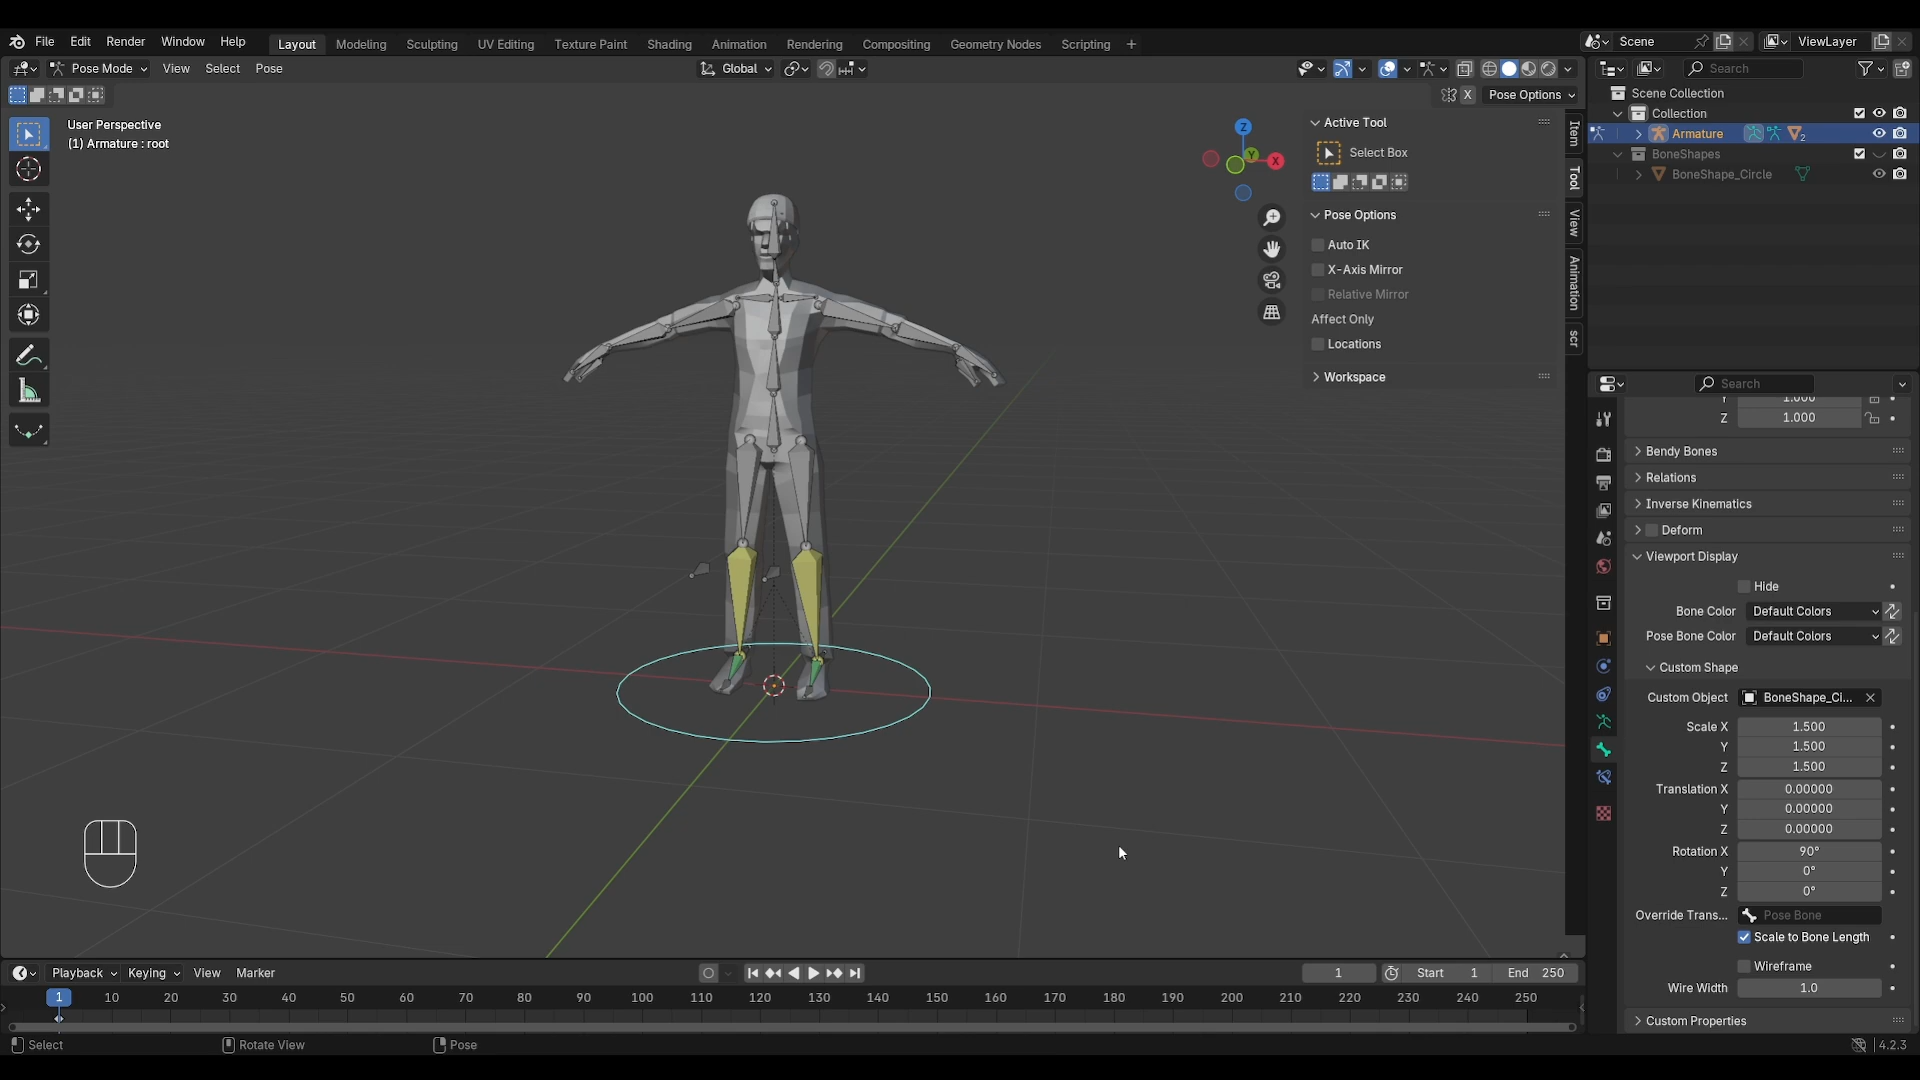 File Edit Render Window Help Layout Modeling Sculpting UV Editing Texture Paint Shading Animation Rendering Compositing Geometry Nodes Scripting + Scene ViewLayer
Pose Mode View Select Pose Global Search
X Pose Options
User Perspective
(1) Armature : root
Z
Y
X
Active Tool
Select Box
Pose Options
Auto IK
X-Axis Mirror
Relative Mirror
Affect Only
Locations
Workspace
Item
Tool
View
Animation
scr
Scene Collection
Collection
Armature 2
BoneShapes
BoneShape_Circle
Search
Y 1.000
Z 1.000
Bendy Bones
Relations
Inverse Kinematics
Deform
Viewport Display
Hide
Bone Color Default Colors
Pose Bone Color Default Colors
Custom Shape
Custom Object BoneShape_Ci...
Scale X 1.500
Y 1.500
Z 1.500
Translation X 0.00000
Y 0.00000
Z 0.00000
Rotation X 90°
Y 0°
Z 0°
Override Trans... Pose Bone
Scale to Bone Length
Wireframe
Wire Width 1.0
Custom Properties
Playback Keying View Marker 1 Start 1 End 250
1 10 20 30 40 50 60 70 80 90 100 110 120 130 140 150 160 170 180 190 200 210 220 230 240 250
Select Rotate View Pose 4.2.3